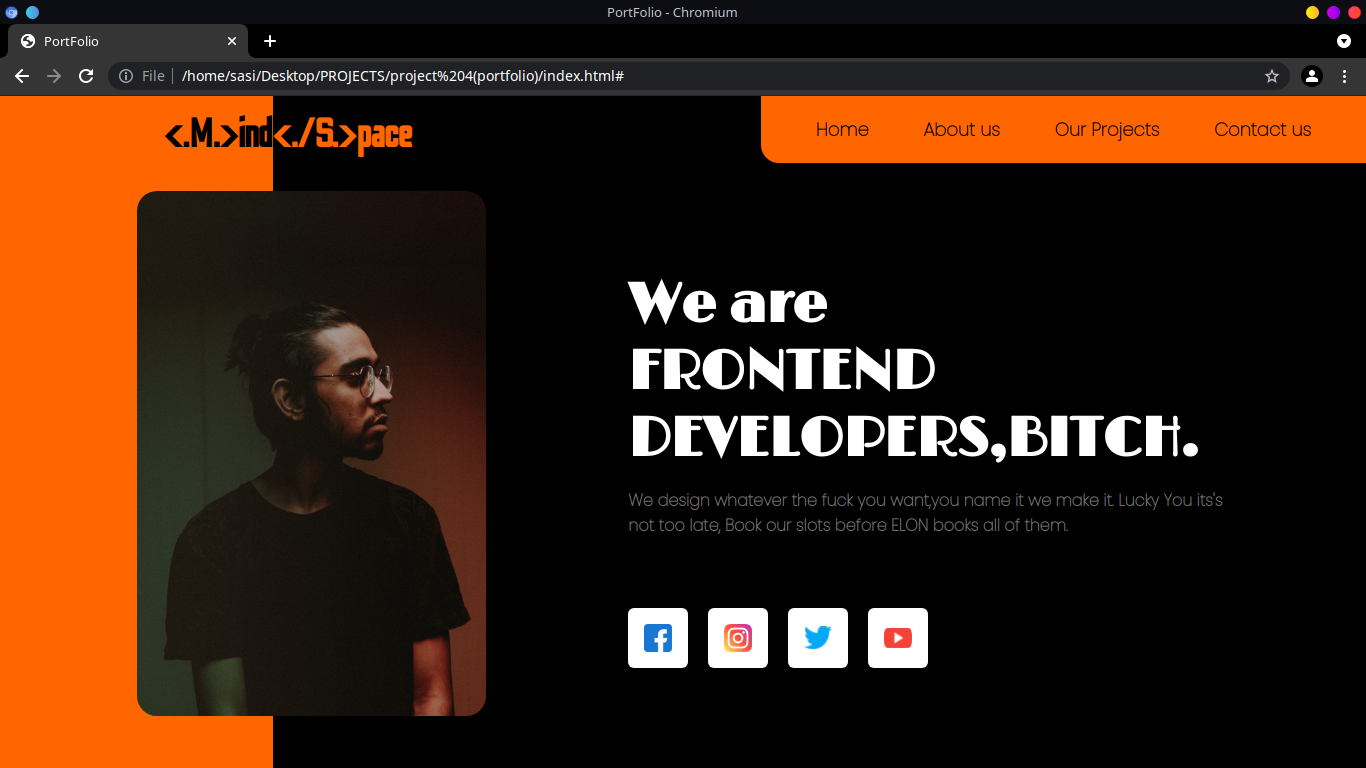 PortFolio - Chromium
PortFolio
File
/home/sasi/Desktop/PROJECTS/project%204(portfolio)/index.html#
<.M.>ind<./S.>pace
Home About us Our Projects Contact us
We are
FRONTEND
DEVELOPERS,BITCH.
We design whatever the fuck you want,you name it we make it. Lucky You its's
not too late, Book our slots before ELON books all of them.